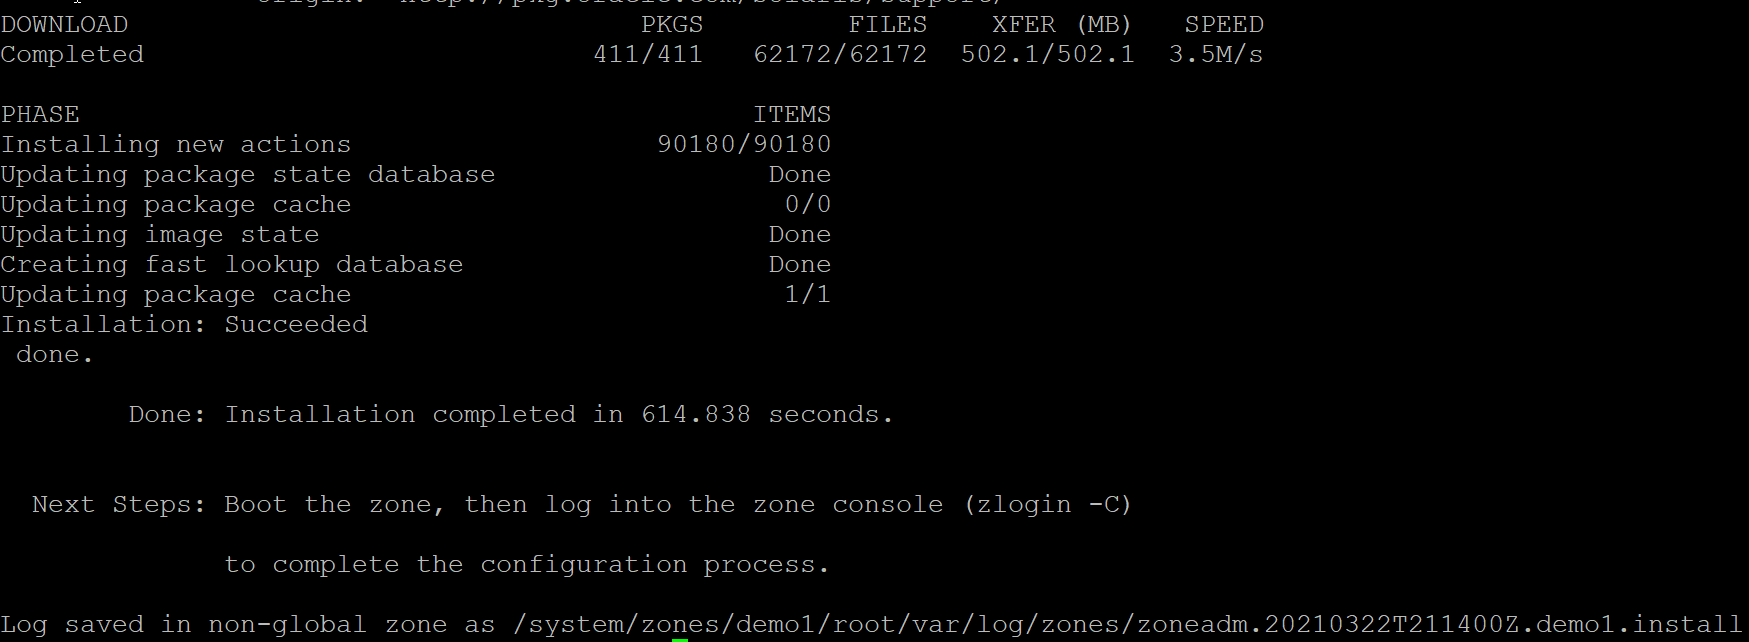 DOWNLOAD PKGS FILES XFER (MB) SPEED
Completed 411/411 62172/62172 502.1/502.1 3.5M/s
PHASE ITEMS
Installing new actions 90180/90180
Updating package state database Done
Updating package cache 0/0
Updating image state Done
Creating fast lookup database Done
Updating package cache 1/1
Installation: Succeeded
done.
Done: Installation completed in 614.838 seconds.
Next Steps: Boot the zone, then log into the zone console (zlogin -C)
to complete the configuration process.
Log saved in non-global zone as /system/zones/demo1/root/var/log/zones/zoneadm.20210322T211400Z.demo1.install